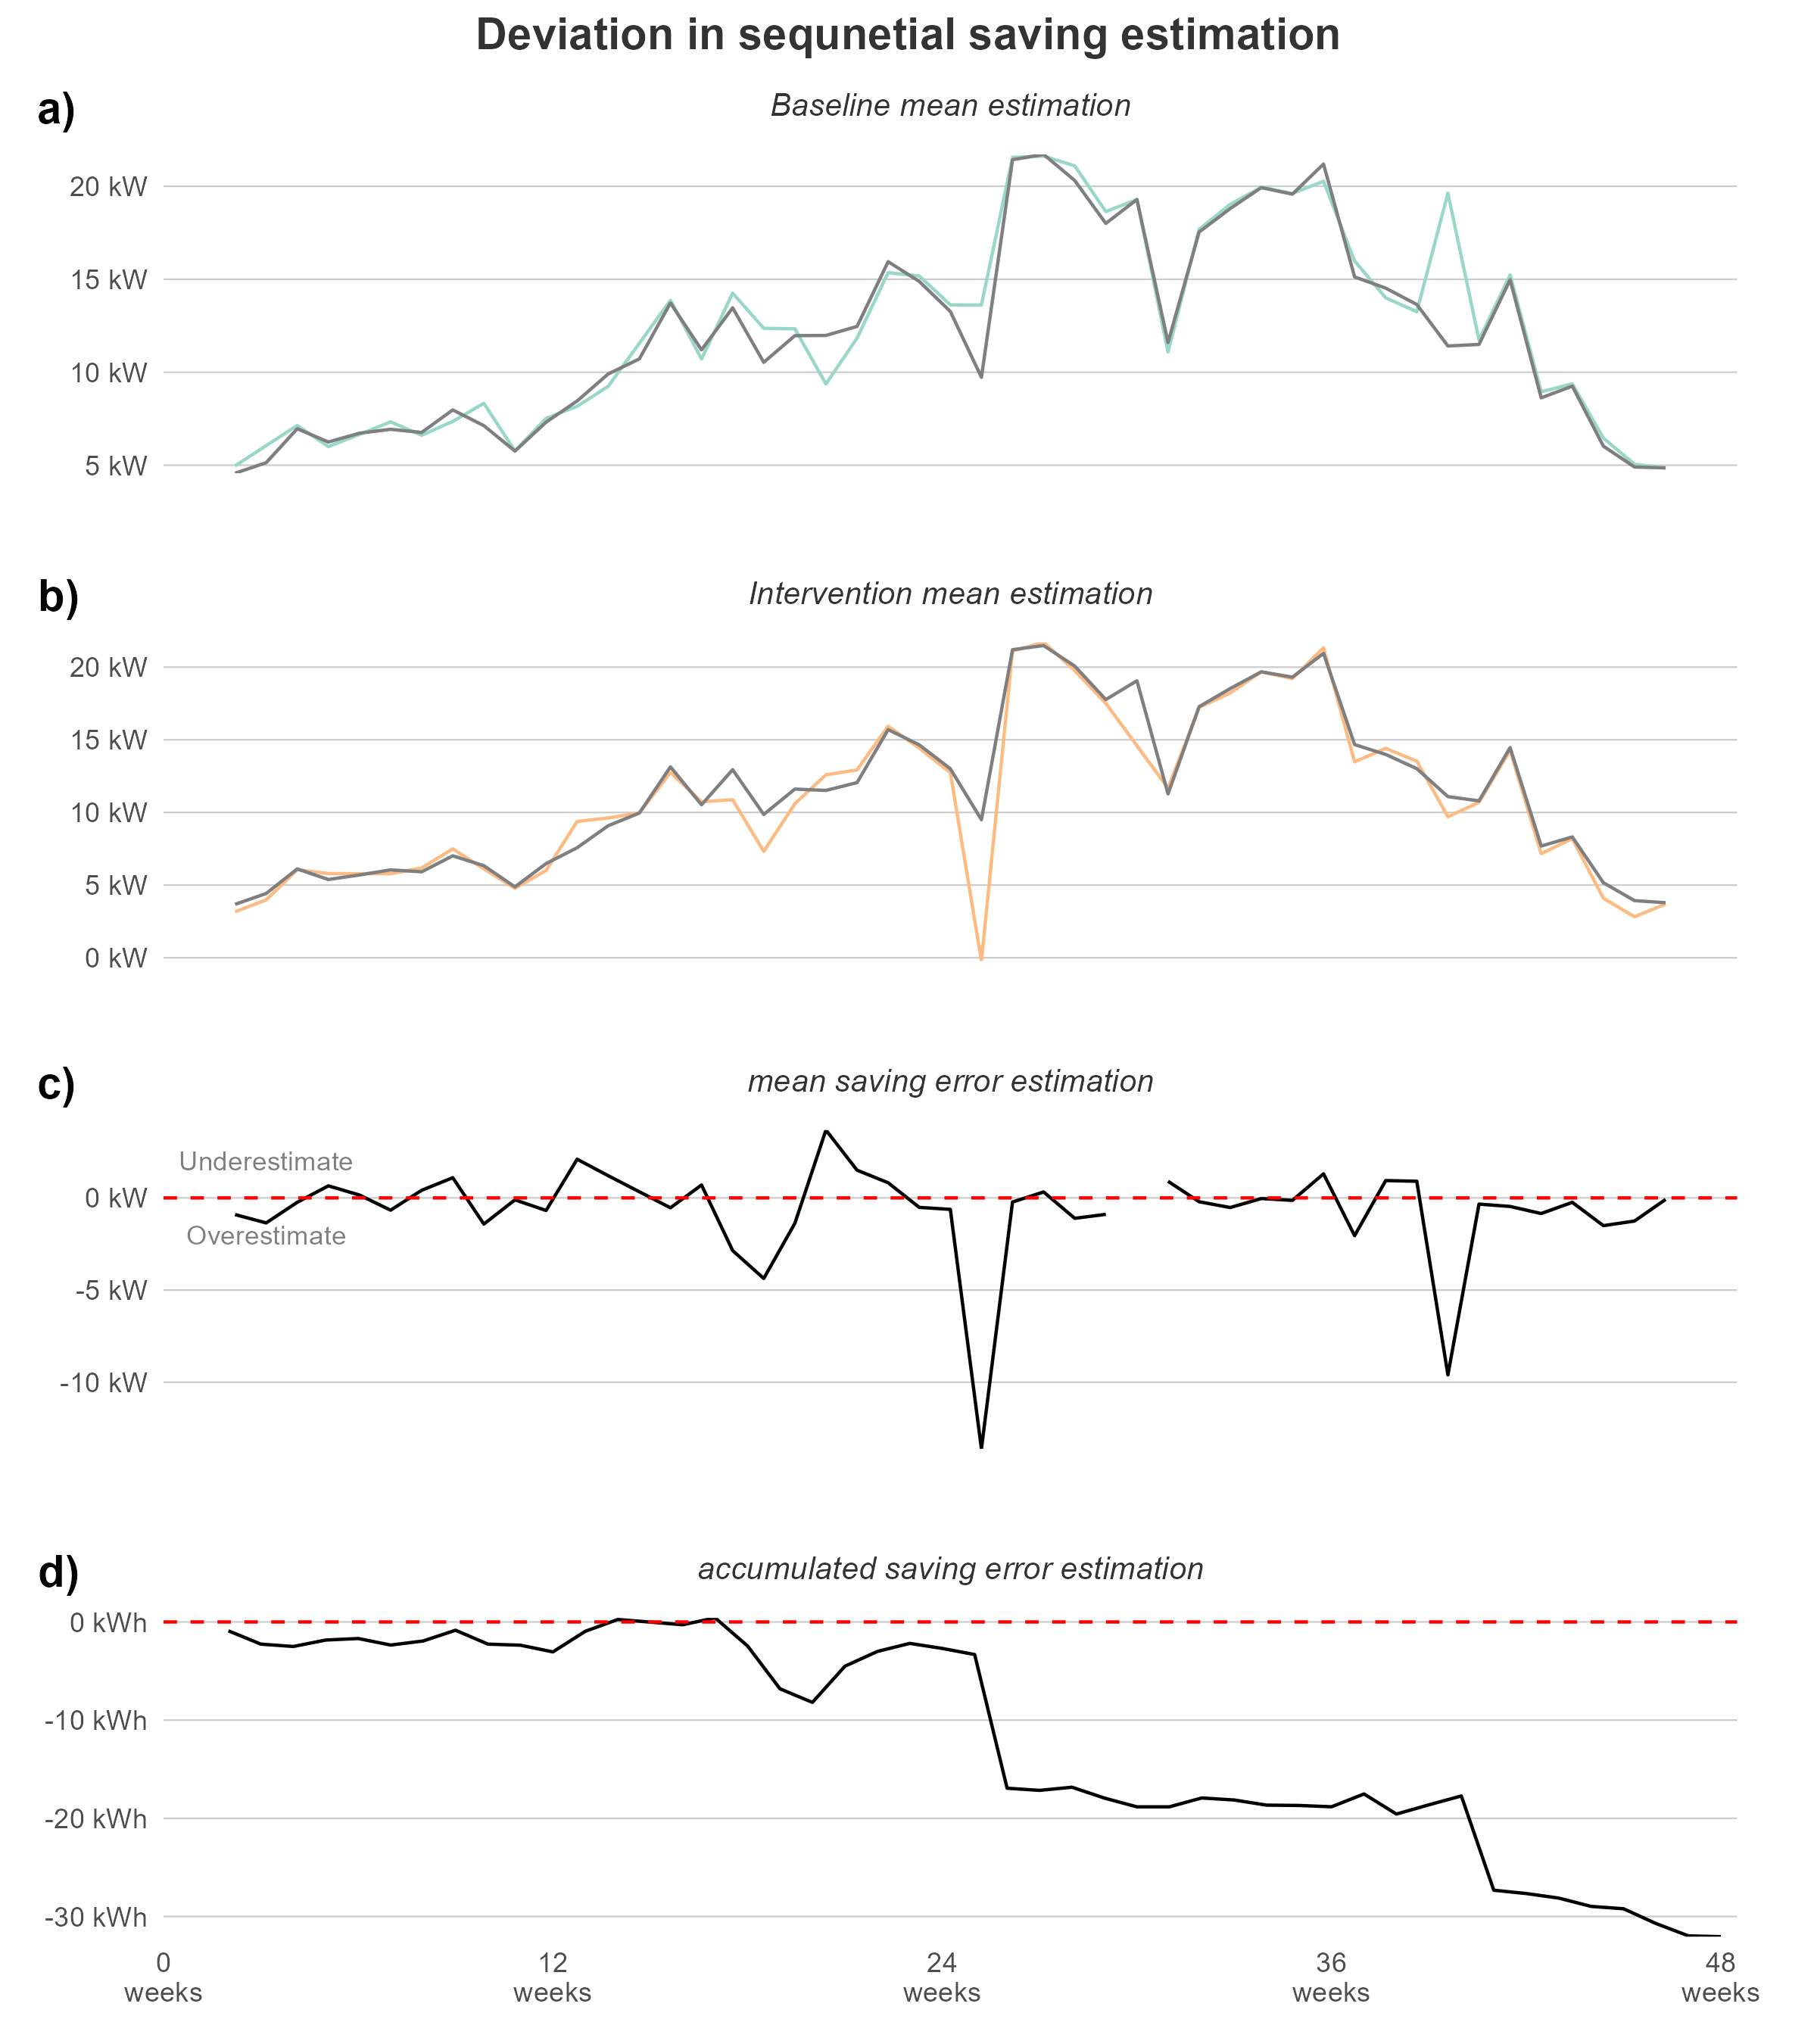 Deviation in sequnetial saving estimation
a)
Baseline mean estimation
20 kW
15 kW
10 kW
5 kW
b)
Intervention mean estimation
20 kW
15 kW
10 kW
5 kW
0 kW
c)
mean saving error estimation
Underestimate
0 kW
Overestimate
-5 kW
-10 kW
d)
accumulated saving error estimation
0 kWh
-10 kWh
-20 kWh
-30 kWh
0 12 24 36 48
weeks weeks weeks weeks weeks